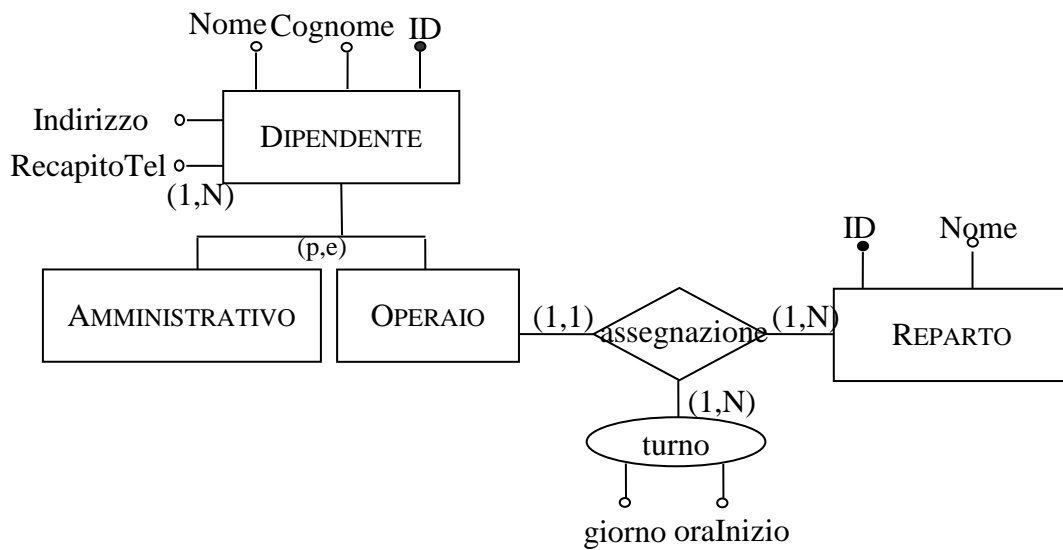 Nome Cognome ID
Indirizzo
DIPENDENTE
RecapitoTel
(1,N)
(p,e)
ID Nome
AMMINISTRATIVO
OPERAIO
(1,1)
assegnazione
(1,N)
REPARTO
(1,N)
turno
giorno oraInizio